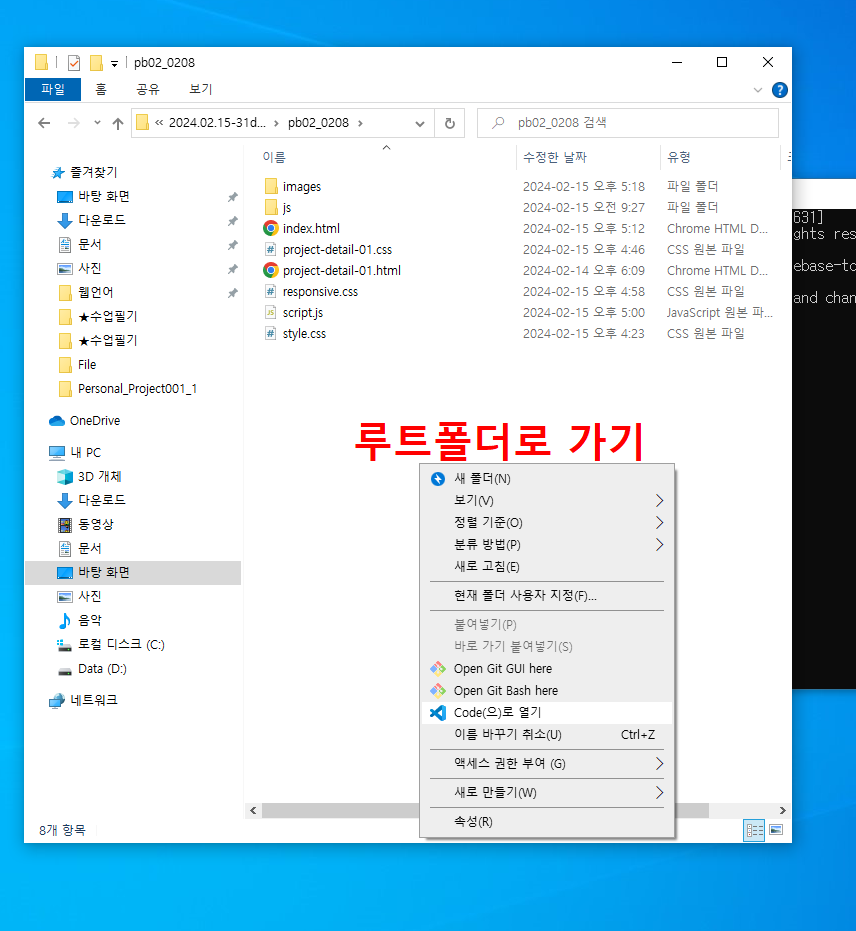 pb02_0208
파일 홈 공유 보기
« 2024.02.15-31d... › pb02_0208 ›
pb02_0208 검색
이름 수정한 날짜 유형
images 2024-02-15 오후 5:18 파일 폴더
js 2024-02-15 오전 9:27 파일 폴더
index.html 2024-02-15 오후 5:12 Chrome HTML D...
project-detail-01.css 2024-02-15 오후 4:46 CSS 원본 파일
project-detail-01.html 2024-02-14 오후 6:09 Chrome HTML D...
responsive.css 2024-02-15 오후 4:58 CSS 원본 파일
script.js 2024-02-15 오후 5:00 JavaScript 원본 파...
style.css 2024-02-15 오후 4:23 CSS 원본 파일
즐겨찾기
바탕 화면
다운로드
문서
사진
웹언어
★수업필기
★수업필기
File
Personal_Project001_1
OneDrive
내 PC
3D 개체
다운로드
동영상
문서
바탕 화면
사진
음악
로컬 디스크 (C:)
Data (D:)
네트워크
8개 항목
루트폴더로 가기
새 폴더(N)
보기(V)
정렬 기준(O)
분류 방법(P)
새로 고침(E)
현재 폴더 사용자 지정(F)...
붙여넣기(P)
바로 가기 붙여넣기(S)
Open Git GUI here
Open Git Bash here
Code(으)로 열기
이름 바꾸기 취소(U) Ctrl+Z
액세스 권한 부여 (G)
새로 만들기(W)
속성(R)
631]
ghts res
ebase-to
and chan